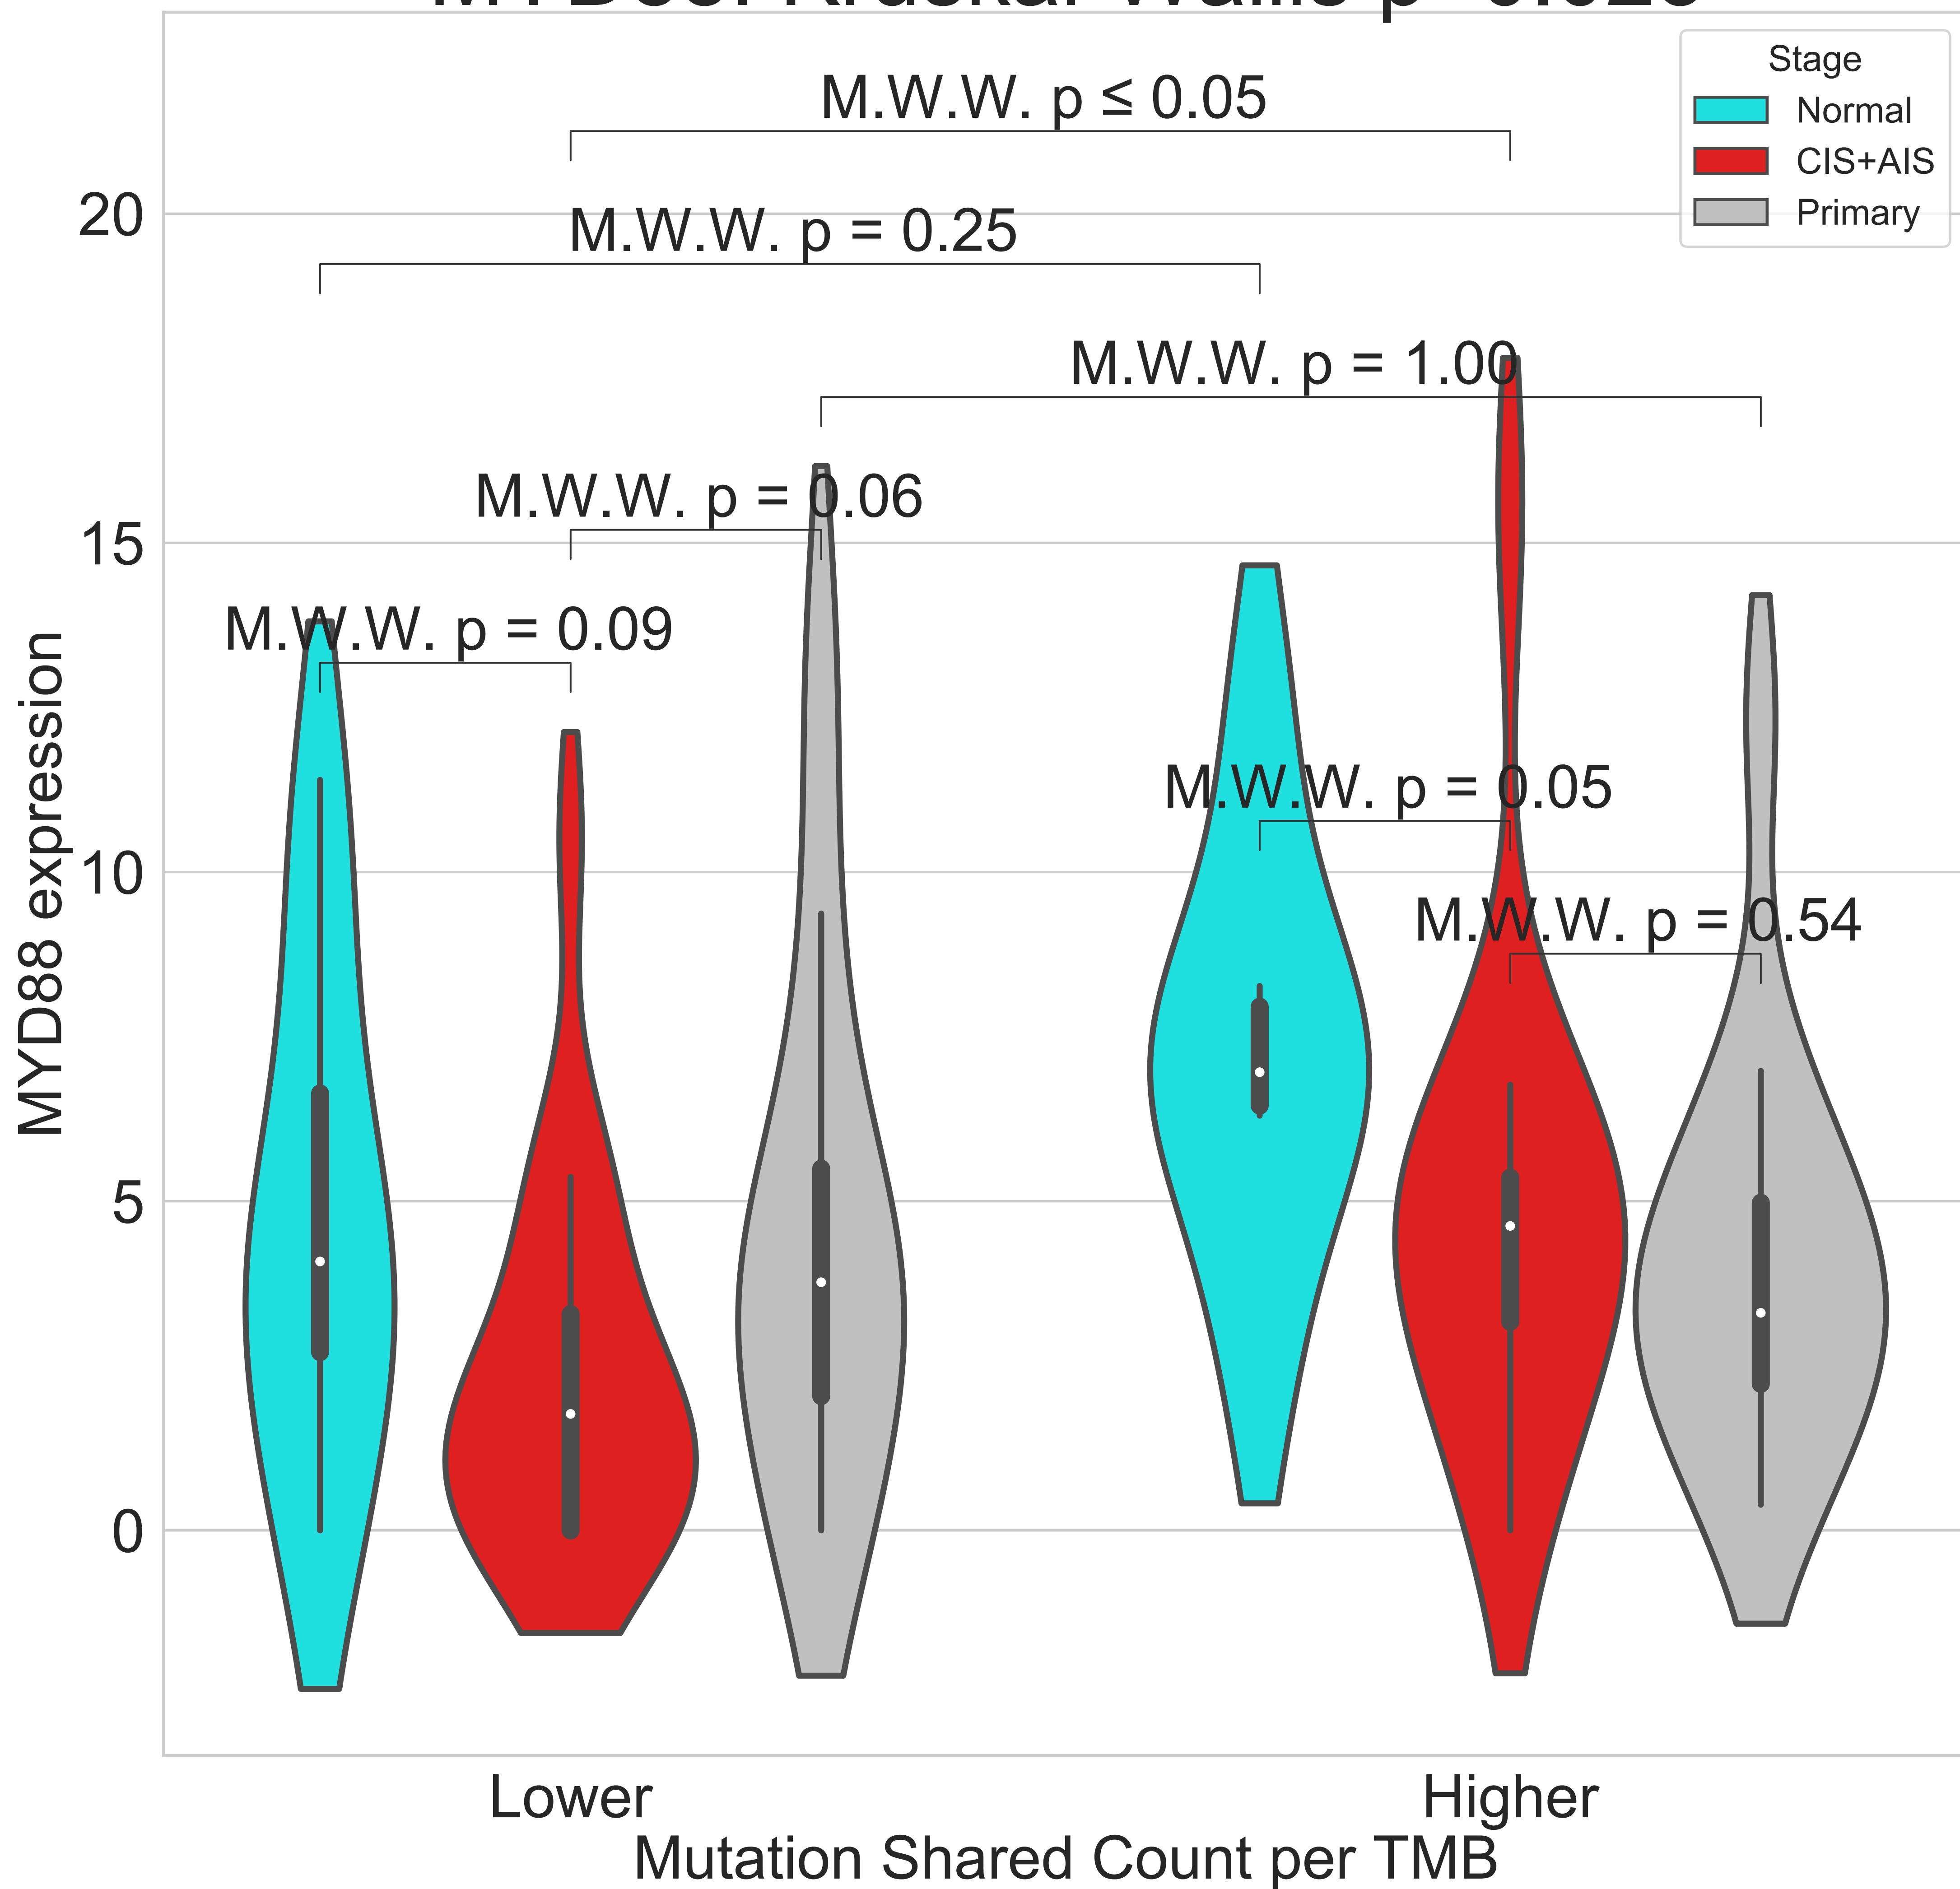 Stage
Normal
CIS+AIS
Primary
M.W.W. p ≤ 0.05
M.W.W. p = 0.25
M.W.W. p = 1.00
M.W.W. p = 0.06
M.W.W. p = 0.09
M.W.W. p = 0.05
M.W.W. p = 0.54
20
15
10
5
0
MYD88 expression
Lower
Higher
Mutation Shared Count per TMB